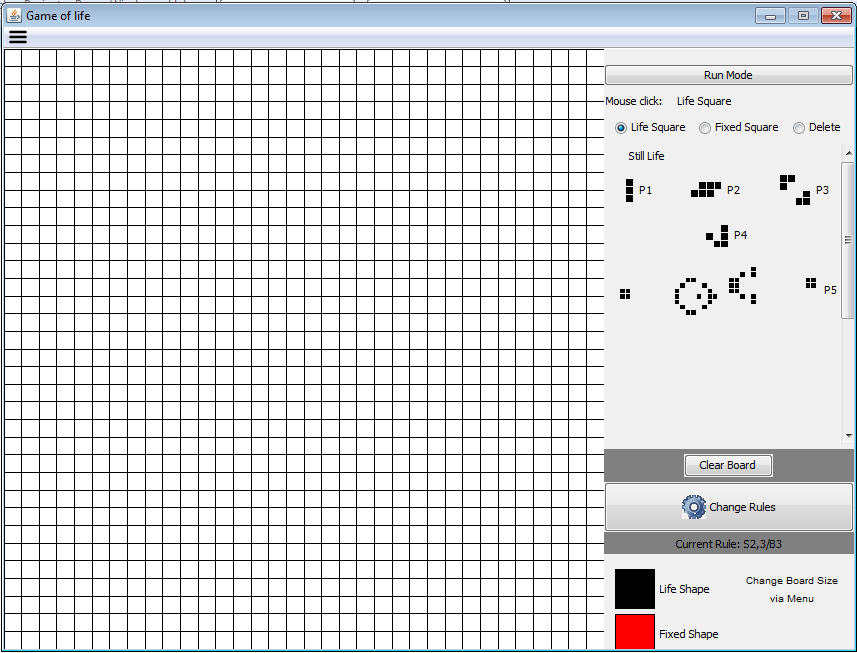 Game of life
Run Mode
Mouse click: Life Square
Life Square Fixed Square Delete
Still Life
P1 P2 P3
P4
P5
Clear Board
Change Rules
Current Rule: S2,3/B3
Life Shape
Change Board Size
via Menu
Fixed Shape